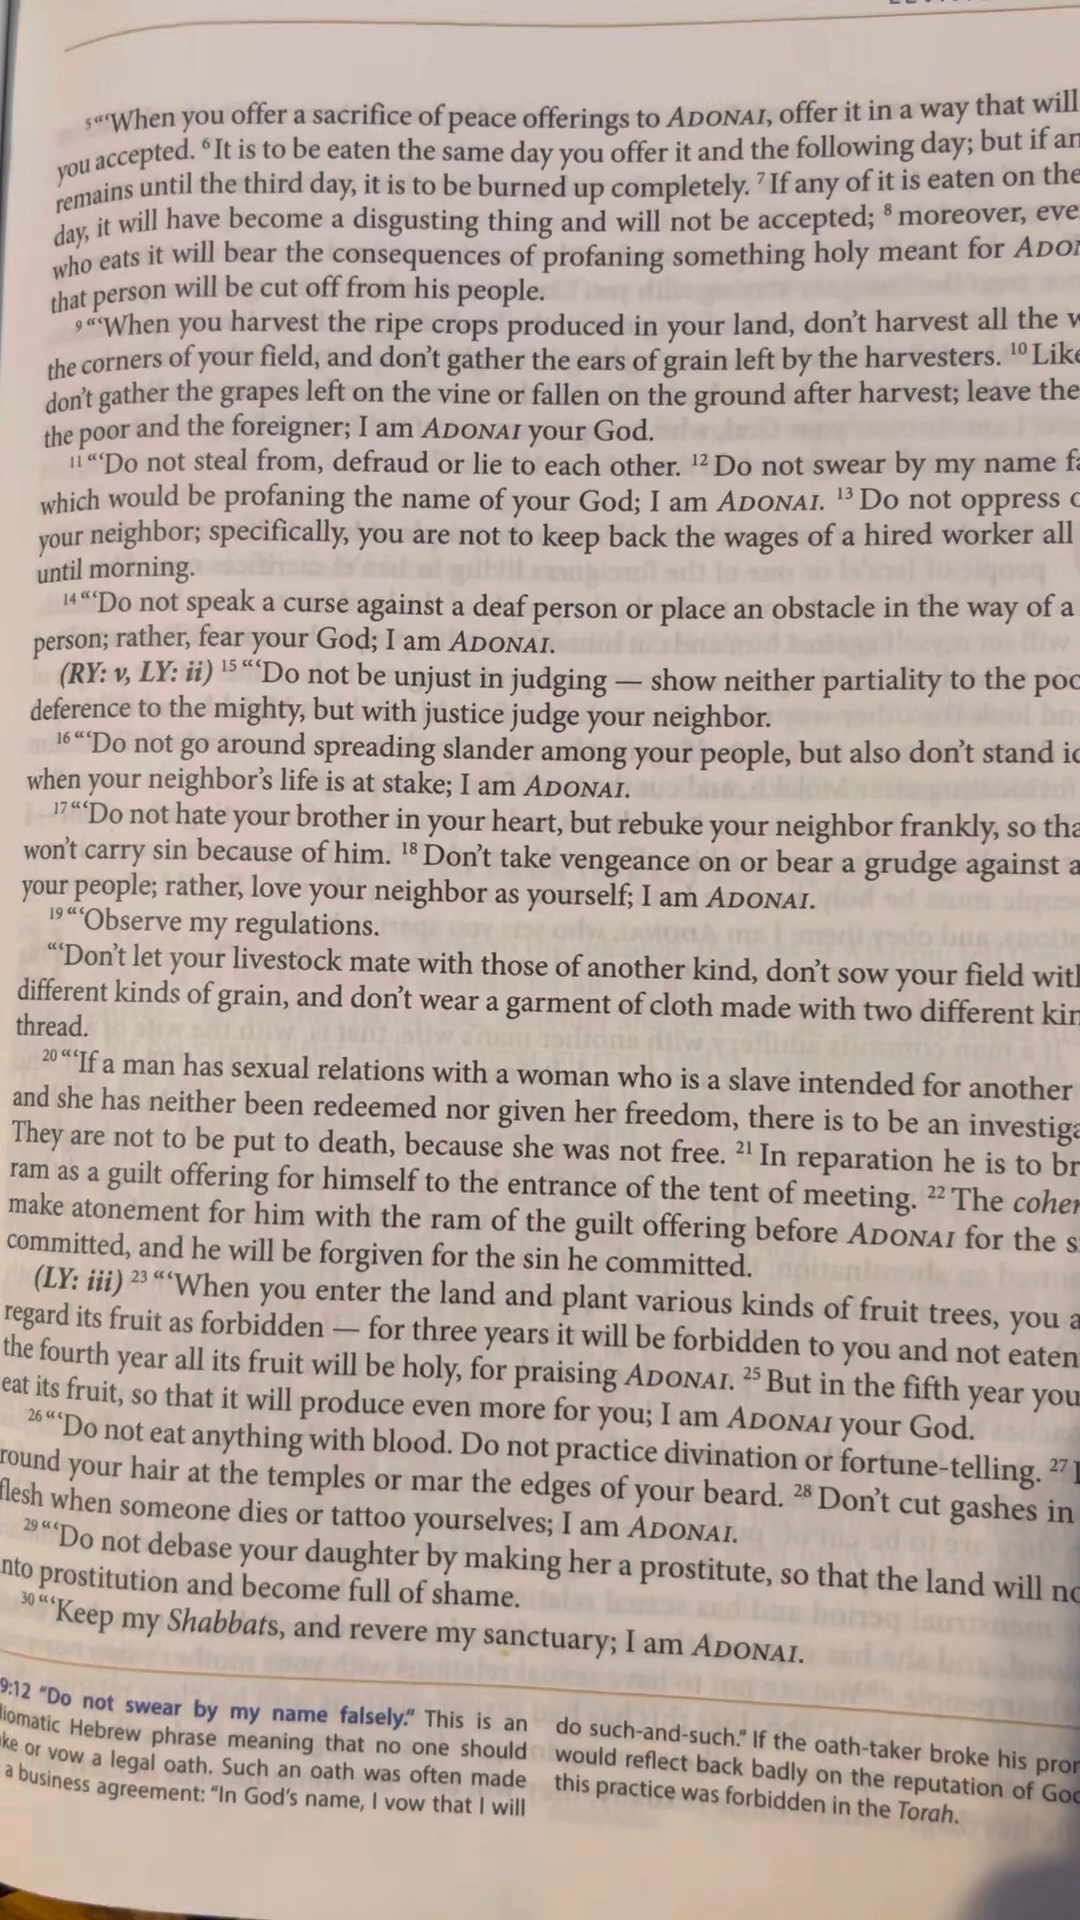 5"'When you offer a sacrifice of peace offerings to ADONAI, offer it in a way that will
you accepted. 6 It is to be eaten the same day you offer it and the following day; but if
remains until the third day, it is to be burned up completely. 7 If any of it is eaten on the
day, it will have become a disgusting thing and will not be accepted; 8 moreover,
who eats it will bear the consequences of profaning something holy meant for
that person will be cut off from his people.
9"'When you harvest the ripe crops produced in your land, don't harvest all the
the corners of your field, and don't gather the ears of grain left by the harvesters. 10
don't gather the grapes left on the vine or fallen on the ground after harvest; leave
the poor and the foreigner; I am ADONAI your God.
11"'Do not steal from, defraud or lie to each other. 12 Do not swear by my name
which would be profaning the name of your God; I am ADONAI. 13 Do not oppress
your neighbor; specifically, you are not to keep back the wages of a hired worker all
until morning.
14"'Do not speak a curse against a deaf person or place an obstacle in the way of a
person; rather, fear your God; I am ADONAI.
(RY: v, LY: ii) 15"'Do not be unjust in judging — show neither partiality to the
deference to the mighty, but with justice judge your neighbor.
16"'Do not go around spreading slander among your people, but also don't stand
when your neighbor's life is at stake; I am ADONAI.
17"'Do not hate your brother in your heart, but rebuke your neighbor frankly, so
won't carry sin because of him. 18 Don't take vengeance on or bear a grudge against
your people; rather, love your neighbor as yourself; I am ADONAI.
19"'Observe my regulations.
"'Don't let your livestock mate with those of another kind, don't sow your field
different kinds of grain, and don't wear a garment of cloth made with two different
thread.
20"'If a man has sexual relations with a woman who is a slave intended for another
and she has neither been redeemed nor given her freedom, there is to be an
They are not to be put to death, because she was not free. 21 In reparation he is to
ram as a guilt offering for himself to the entrance of the tent of meeting. 22 The
make atonement for him with the ram of the guilt offering before ADONAI for the
committed, and he will be forgiven for the sin he committed.
(LY: iii) 23"'When you enter the land and plant various kinds of fruit trees, you
regard its fruit as forbidden — for three years it will be forbidden to you and not eaten
the fourth year all its fruit will be holy, for praising ADONAI. 25 But in the fifth year you
eat its fruit, so that it will produce even more for you; I am ADONAI your God.
26"'Do not eat anything with blood. Do not practice divination or fortune-telling. 27
round your hair at the temples or mar the edges of your beard. 28 Don't cut gashes in
flesh when someone dies or tattoo yourselves; I am ADONAI.
29"'Do not debase your daughter by making her a prostitute, so that the land will
nto prostitution and become full of shame.
30"'Keep my Shabbats, and revere my sanctuary; I am ADONAI.
9:12 "Do not swear by my name falsely." This is an
iomatic Hebrew phrase meaning that no one should
ke or vow a legal oath. Such an oath was often made
a business agreement: "In God's name, I vow that I will
do such-and-such." If the oath-taker broke his
would reflect back badly on the reputation of
this practice was forbidden in the Torah.